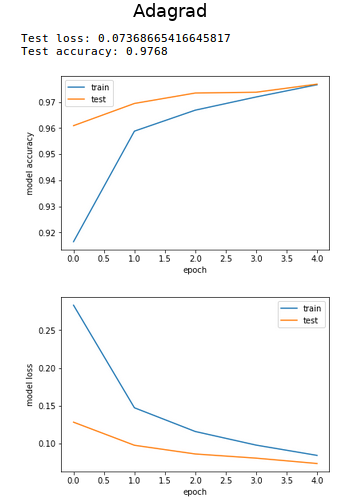 Adagrad
Test loss: 0.07368665416645817
Test accuracy: 0.9768
train
test
0.97
0.96
0.95
0.94
0.93
0.92
model accuracy
0.0 0.5 1.0 1.5 2.0 2.5 3.0 3.5 4.0
epoch
train
test
0.25
0.20
0.15
0.10
model loss
0.0 0.5 1.0 1.5 2.0 2.5 3.0 3.5 4.0
epoch